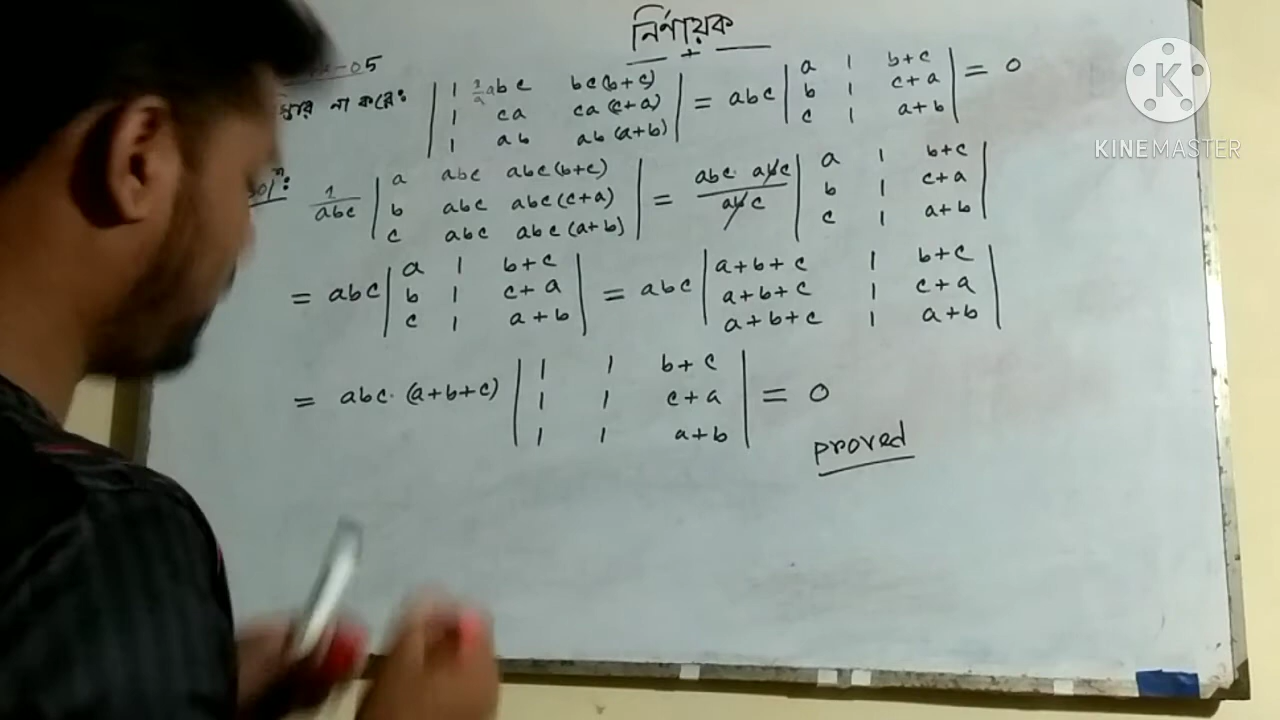 নির্ণায়ক
-05
না করে: | 1 bc bc(b+c) | = abc | a 1 b+c | = 0
| 1 ca ca(c+a) | | b 1 c+a |
| 1 ab ab(a+b) | | c 1 a+b |
solⁿ: 1/abc | a abc abc(b+c) | = abc. abc/abc | a 1 b+c |
| b abc abc(c+a) | | b 1 c+a |
| c abc abc(a+b) | | c 1 a+b |
= abc | a 1 b+c | = abc | a+b+c 1 b+c |
| b 1 c+a | | a+b+c 1 c+a |
| c 1 a+b | | a+b+c 1 a+b |
= abc. (a+b+c) | 1 1 b+c | = 0
| 1 1 c+a |
| 1 1 a+b |
proved
K
KINEMASTER